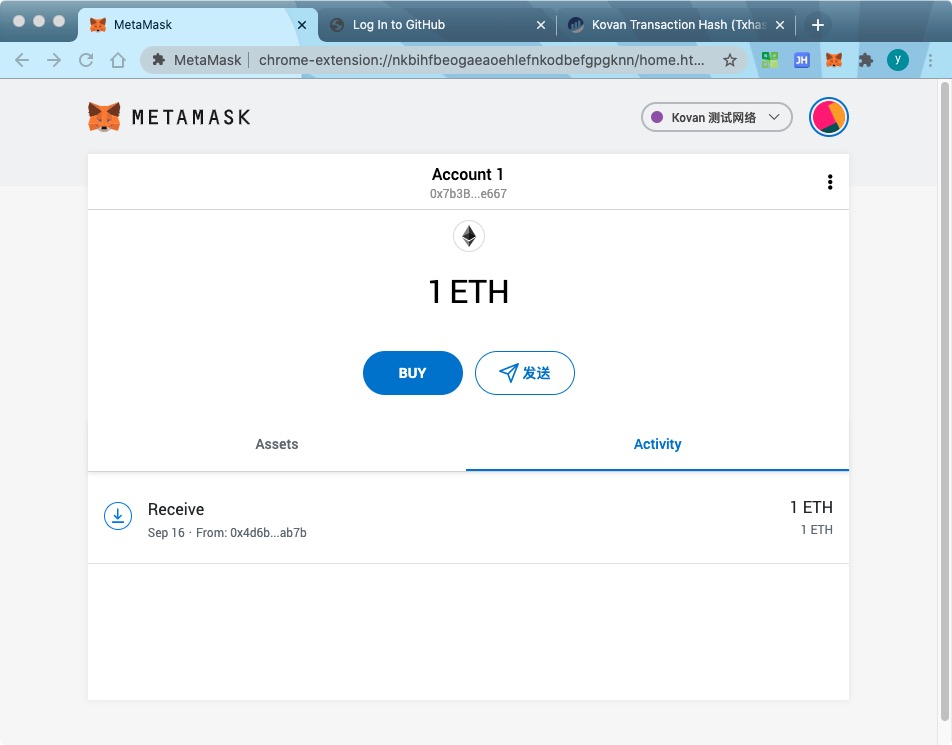 MetaMask
Log In to GitHub
Kovan Transaction Hash (Txhas
MetaMask
chrome-extension://nkbihfbeogaeaoehlefnkodbefgpgknn/home.ht...
JH
y
METAMASK
Kovan 测试网络
Account 1
0x7b3B...e667
1 ETH
BUY
发送
Assets
Activity
Receive
1 ETH
Sep 16 · From: 0x4d6b...ab7b
1 ETH